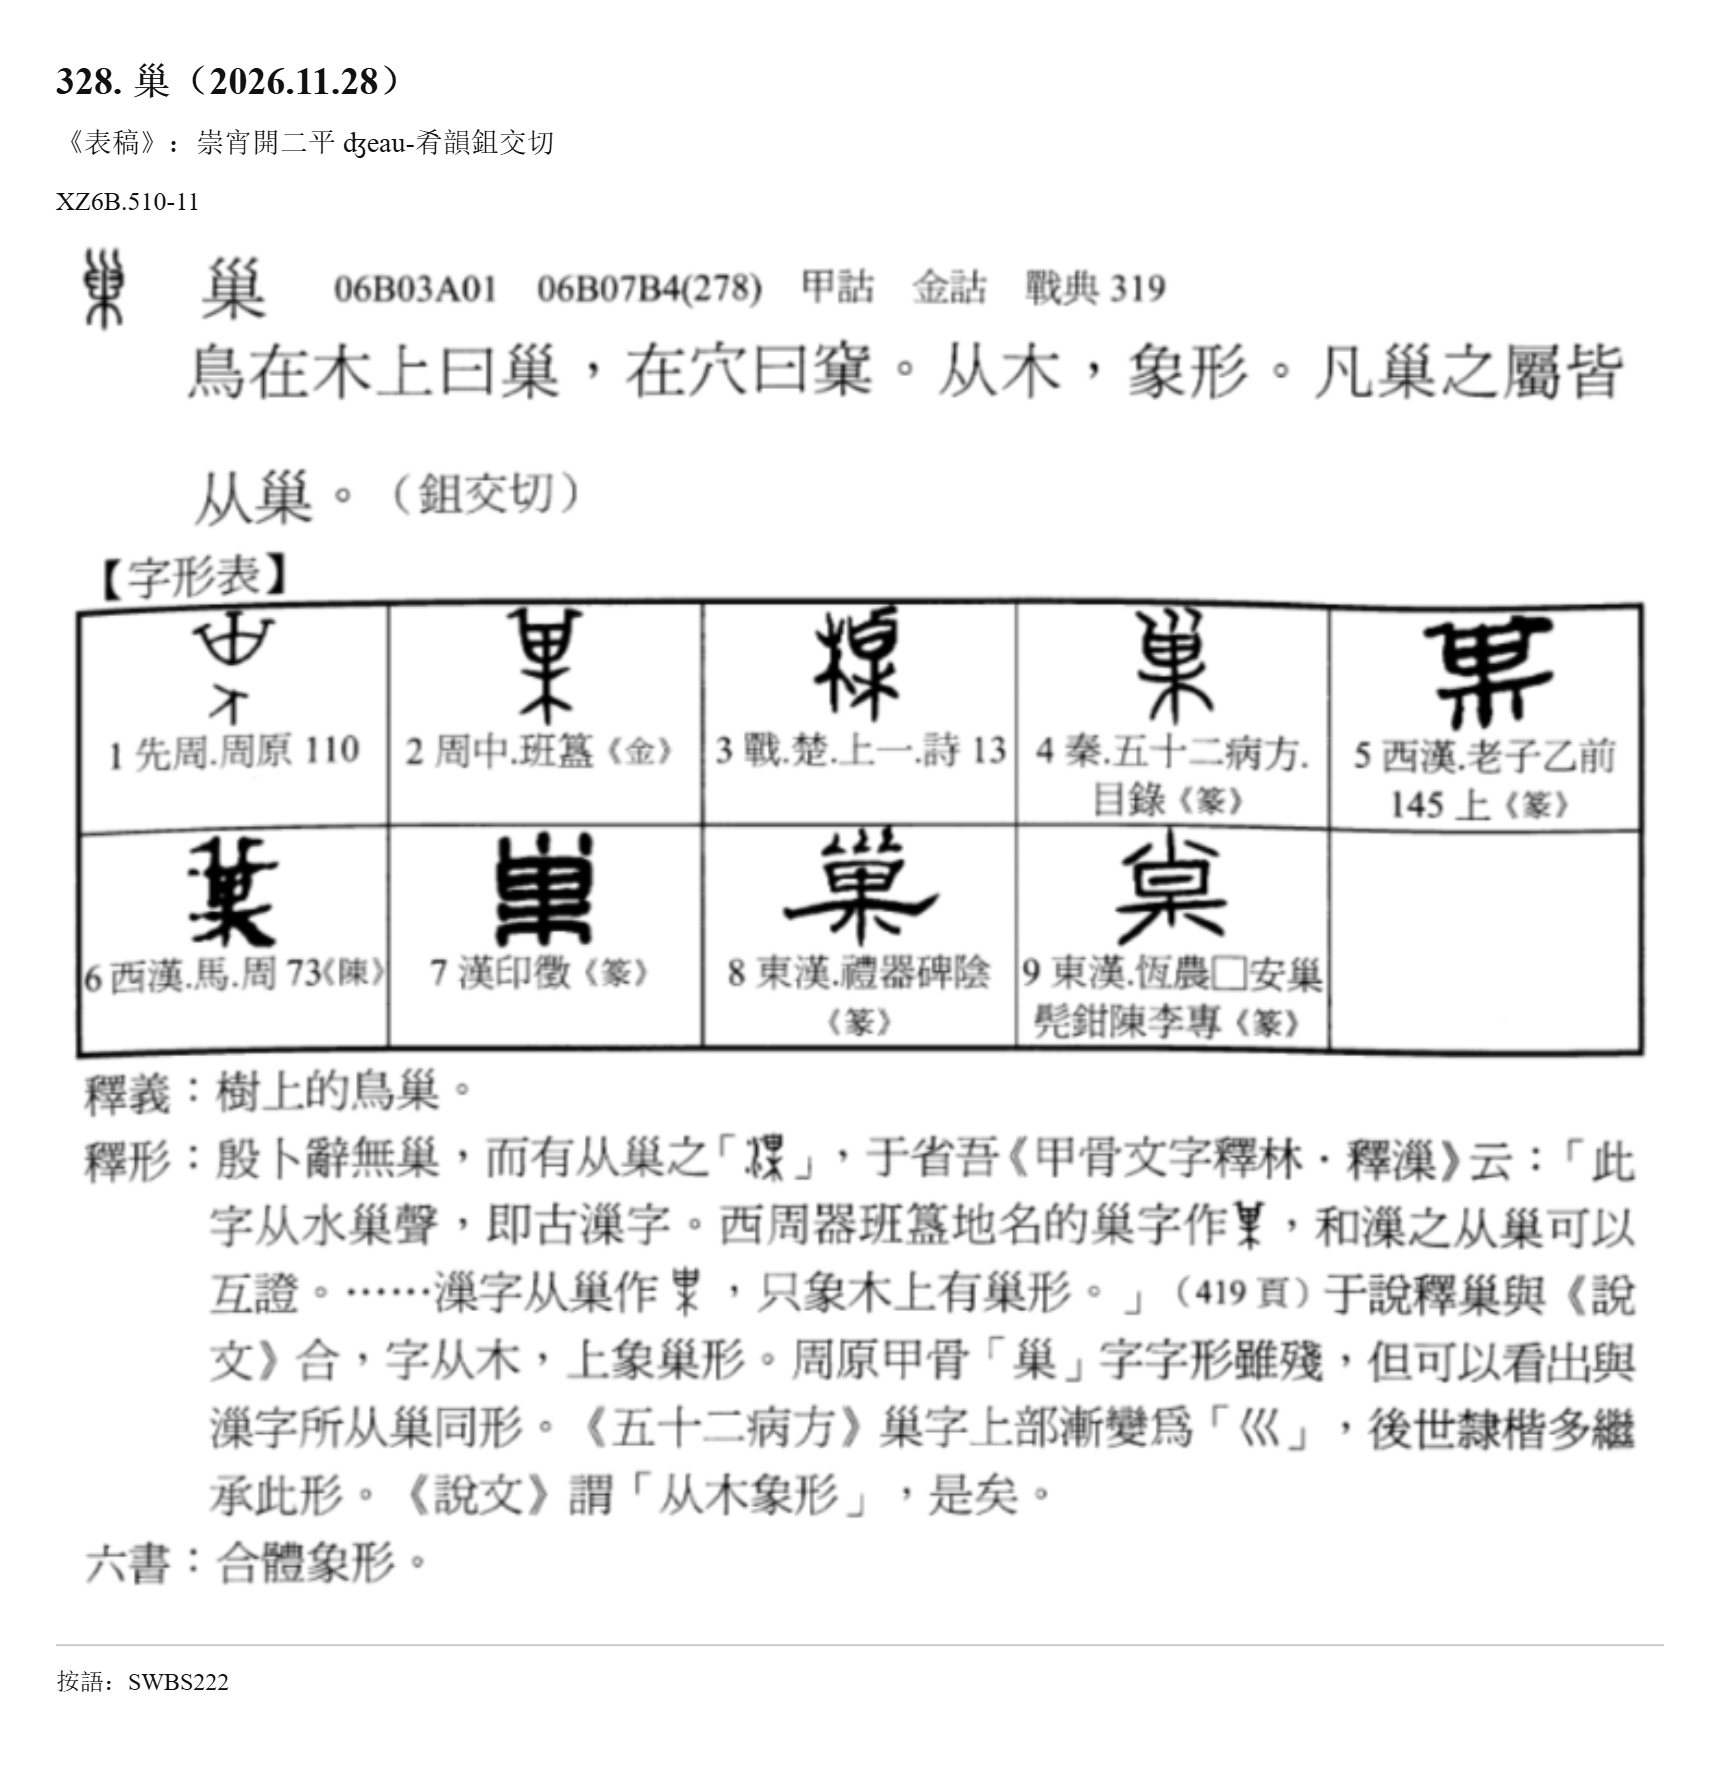 328. 巢（2026.11.28）
《表稿》：崇宵開二平 ʤeau-肴韻鉏交切
XZ6B.510-11
巢 06B03A01 06B07B4(278) 甲詁 金詁 戰典 319
鳥在木上曰巢，在穴曰窠。从木，象形。凡巢之屬皆
从巢。（鉏交切）
【字形表】
1 先周.周原 110
2 周中.班簋《金》
3 戰.楚.上一.詩 13
4 秦.五十二病方.
目錄《篆》
5 西漢.老子乙前
145 上《篆》
6 西漢.馬.周 73《陳》
7 漢印徵《篆》
8 東漢.禮器碑陰
《篆》
9 東漢.恆農□安巢
髡鉗陳李專《篆》
釋義：樹上的鳥巢。
釋形：殷卜辭無巢，而有从巢之「」，于省吾《甲骨文字釋林．釋漅》云：「此
字从水巢聲，即古漅字。西周器班簋地名的巢字作，和漅之从巢可以
互證。……漅字从巢作，只象木上有巢形。」（419 頁）于說釋巢與《說
文》合，字从木，上象巢形。周原甲骨「巢」字字形雖殘，但可以看出與
漅字所从巢同形。《五十二病方》巢字上部漸變爲「巛」，後世隸楷多繼
承此形。《說文》謂「从木象形」，是矣。
六書：合體象形。
按語：SWBS222